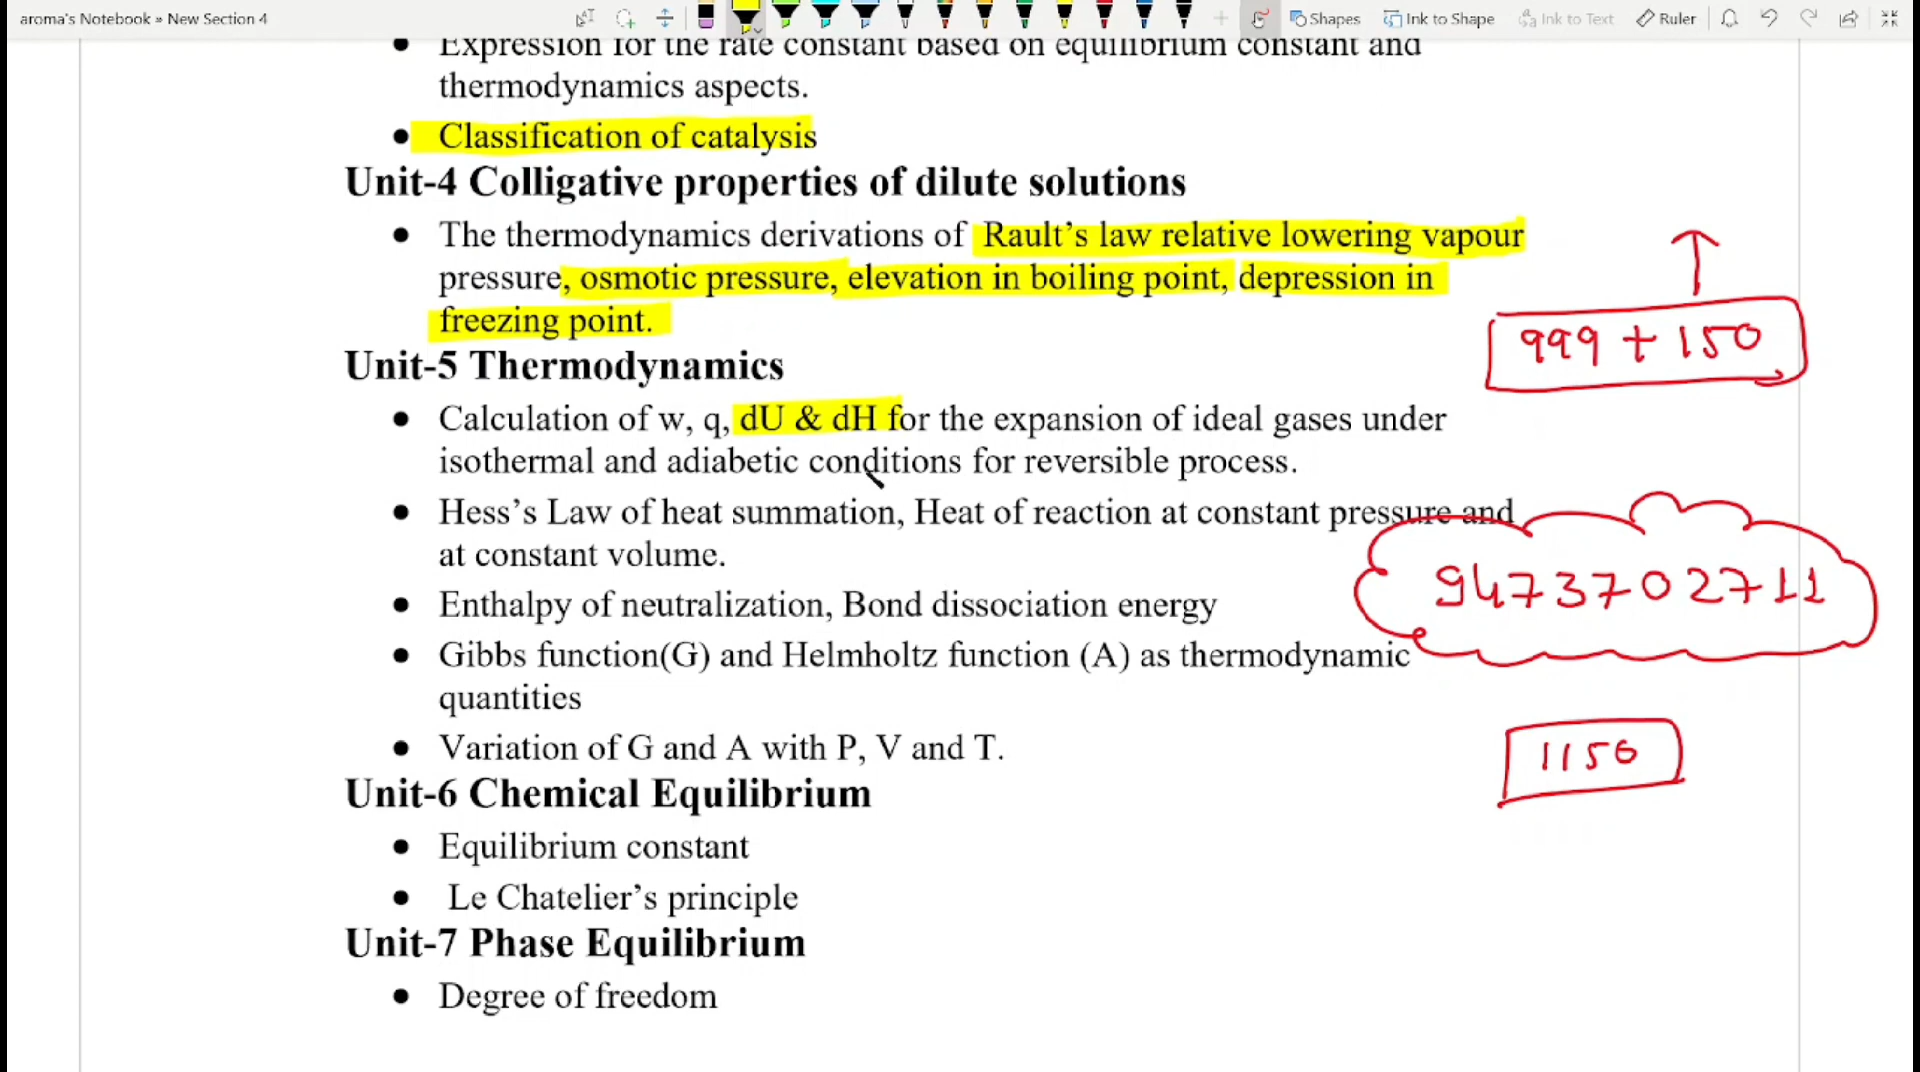 aroma's Notebook » New Section 4
Shapes Ink to Shape Ink to Text Ruler
Expression for the rate constant based on equilibrium constant and
thermodynamics aspects.
• Classification of catalysis
Unit-4 Colligative properties of dilute solutions
• The thermodynamics derivations of Rault's law relative lowering vapour
pressure, osmotic pressure, elevation in boiling point, depression in
freezing point.
999 + 150
Unit-5 Thermodynamics
• Calculation of w, q, dU & dH for the expansion of ideal gases under
isothermal and adiabetic conditions for reversible process.
• Hess's Law of heat summation, Heat of reaction at constant pressure and
at constant volume.
9473702711
• Enthalpy of neutralization, Bond dissociation energy
• Gibbs function(G) and Helmholtz function (A) as thermodynamic
quantities
• Variation of G and A with P, V and T.
1150
Unit-6 Chemical Equilibrium
• Equilibrium constant
• Le Chatelier's principle
Unit-7 Phase Equilibrium
• Degree of freedom